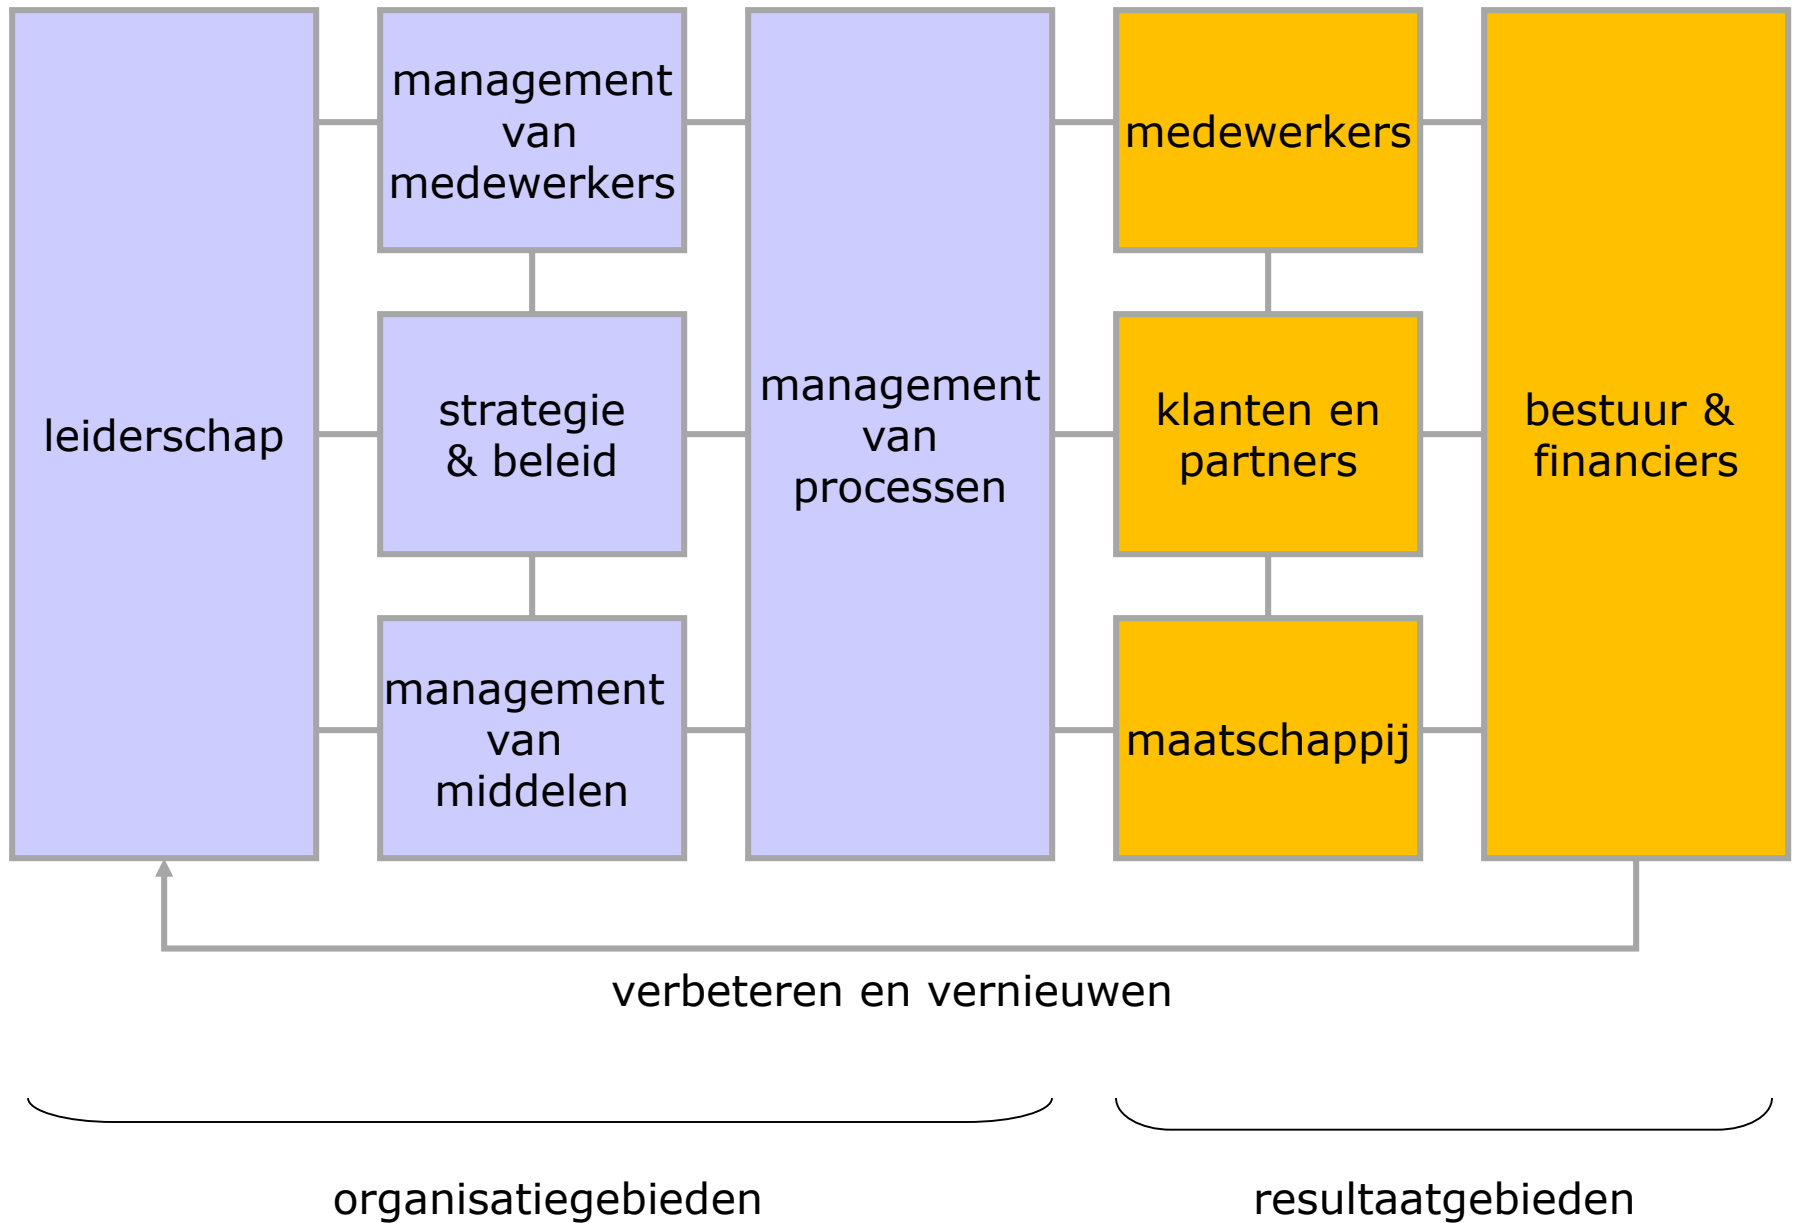 leiderschap
management
van
medewerkers
strategie
& beleid
management
van
middelen
management
van
processen
medewerkers
klanten en
partners
maatschappij
bestuur &
financiers
verbeteren en vernieuwen
organisatiegebieden
resultaatgebieden